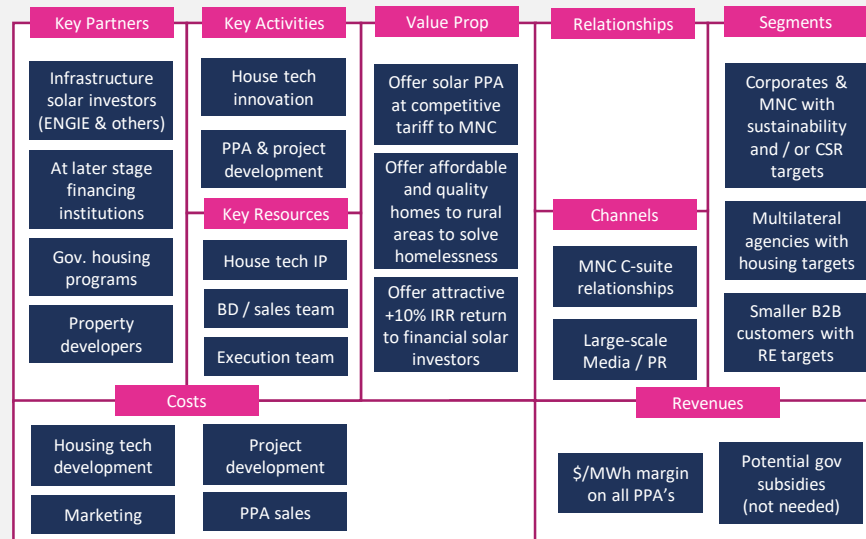 Key Partners
Infrastructure
solar investors
(ENGIE & others)
At later stage
financing
institutions
Gov. housing
programs
Property
developers
Key Activities
House tech
innovation
PPA & project
development
Key Resources
House tech IP
BD / sales team
Execution team
Value Prop
Offer solar PPA
at competitive
tariff to MNC
Offer affordable
and quality
homes to rural
areas to solve
homelessness
Offer attractive
+10% IRR return
to financial solar
investors
Relationships
Channels
MNC C-suite
relationships
Large-scale
Media / PR
Segments
Corporates &
MNC with
sustainability
and / or CSR
targets
Multilateral
agencies with
housing targets
Smaller B2B
customers with
RE targets
Costs
Housing tech
development
Project
development
Marketing
PPA sales
Revenues
$/MWh margin
on all PPA's
Potential gov
subsidies
(not needed)